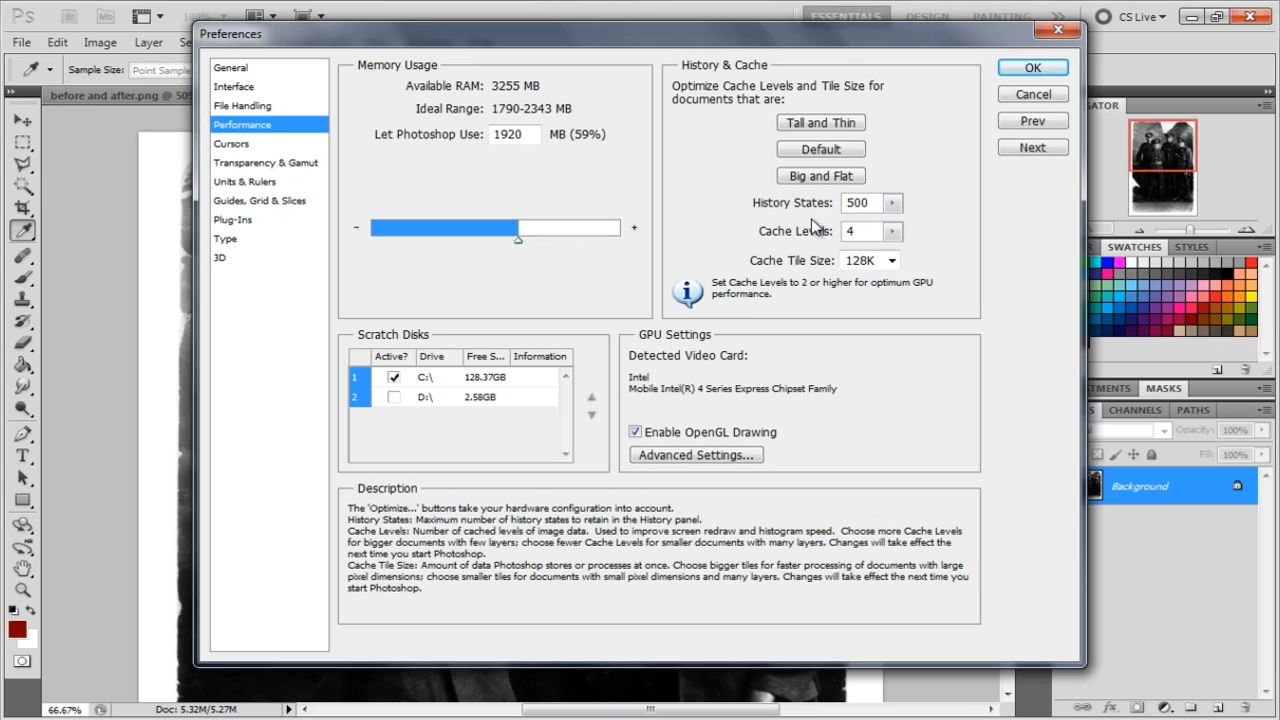 Ps Br Mb 100% ESSENTIALS DESIGN PAINTING CS Live
File Edit Image Layer
Sample Size: Point Sample
before and after.png @ 50%
Preferences
General
Interface
File Handling
Performance
Cursors
Transparency & Gamut
Units & Rulers
Guides, Grid & Slices
Plug-Ins
Type
3D
Memory Usage
Available RAM: 3255 MB
Ideal Range: 1790-2343 MB
Let Photoshop Use: 1920 MB (59%)
- +
History & Cache
Optimize Cache Levels and Tile Size for
documents that are:
Tall and Thin
Default
Big and Flat
History States: 500
Cache Levels: 4
Cache Tile Size: 128K
Set Cache Levels to 2 or higher for optimum GPU
performance.
OK
Cancel
Prev
Next
Scratch Disks
Active? Drive Free S... Information
1 C:\ 128.37GB
2 D:\ 2.58GB
GPU Settings
Detected Video Card:
Intel
Mobile Intel(R) 4 Series Express Chipset Family
Enable OpenGL Drawing
Advanced Settings...
Description
The 'Optimize...' buttons take your hardware configuration into account.
History States: Maximum number of history states to retain in the History panel.
Cache Levels: Number of cached levels of image data. Used to improve screen redraw and histogram speed. Choose more Cache Levels
for bigger documents with few layers; choose fewer Cache Levels for smaller documents with many layers. Changes will take effect the
next time you start Photoshop.
Cache Tile Size: Amount of data Photoshop stores or processes at once. Choose bigger tiles for faster processing of documents with large
pixel dimensions; choose smaller tiles for documents with small pixel dimensions and many layers. Changes will take effect the next time you start
Photoshop.
SWATCHES STYLES
MASKS
CHANNELS PATHS
Opacity: 100%
Fill: 100%
Background
66.67% Doc: 5.32M/5.27M